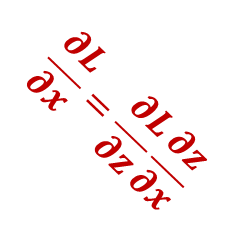 ∂L/∂x = ∂L/∂z ∂z/∂x